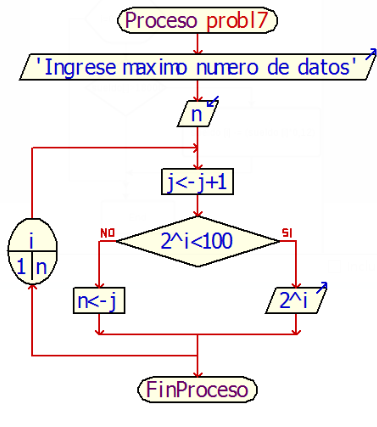 Proceso probl7
'Ingrese maximo numero de datos'
n
j<-j+1
i
1 n
NO
2^i<100
SI
n<-j
2^i
FinProceso